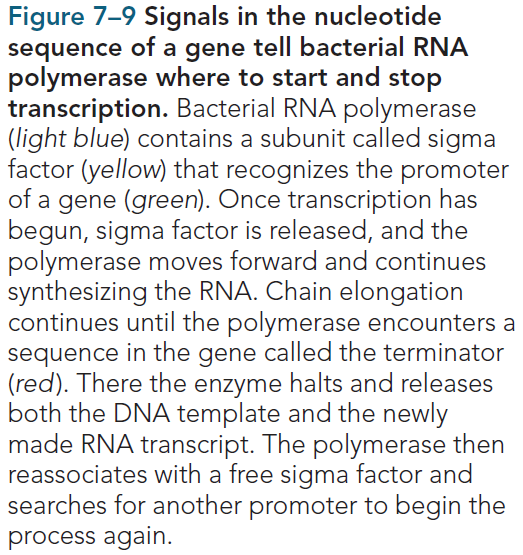 Figure 7–9 Signals in the nucleotide
sequence of a gene tell bacterial RNA
polymerase where to start and stop
transcription. Bacterial RNA polymerase
(light blue) contains a subunit called sigma
factor (yellow) that recognizes the promoter
of a gene (green). Once transcription has
begun, sigma factor is released, and the
polymerase moves forward and continues
synthesizing the RNA. Chain elongation
continues until the polymerase encounters a
sequence in the gene called the terminator
(red). There the enzyme halts and releases
both the DNA template and the newly
made RNA transcript. The polymerase then
reassociates with a free sigma factor and
searches for another promoter to begin the
process again.